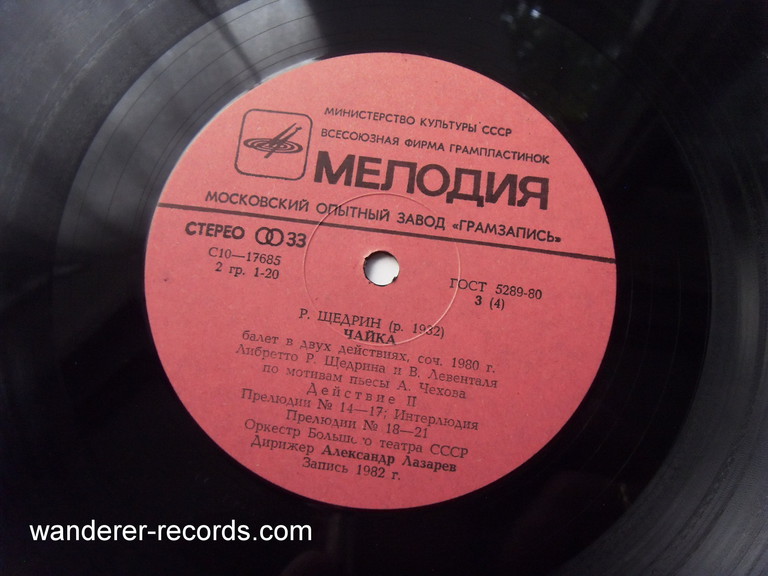 МИНИСТЕРСТВО КУЛЬТУРЫ СССР
ВСЕСОЮЗНАЯ ФИРМА ГРАМПЛАСТИНОК
МЕЛОДИЯ
МОСКОВСКИЙ ОПЫТНЫЙ ЗАВОД «ГРАМЗАПИСЬ»
СТЕРЕО 33
С10—17685
2 гр. 1-20
ГОСТ 5289-80
3 (4)
Р. ЩЕДРИН (р. 1932)
ЧАЙКА
балет в двух действиях, соч. 1980 г.
Либретто Р. Щедрина и В. Левенталя
по мотивам пьесы А. Чехова
Действие II
Прелюдии № 14—17; Интерлюдия
Прелюдии № 18—21
Оркестр театра СССР
Дирижер Александр Лазарев
Запись 1982 г.
wanderer-records.com